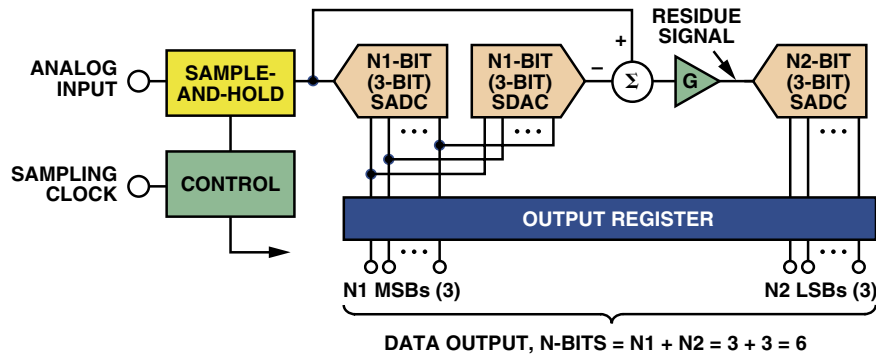 RESIDUE
SIGNAL
ANALOG
INPUT
SAMPLE-
AND-HOLD
N1-BIT
(3-BIT)
SADC
N1-BIT
(3-BIT)
SDAC
+
–
Σ
G
N2-BIT
(3-BIT)
SADC
SAMPLING
CLOCK
CONTROL
OUTPUT REGISTER
N1 MSBs (3)
N2 LSBs (3)
DATA OUTPUT, N-BITS = N1 + N2 = 3 + 3 = 6